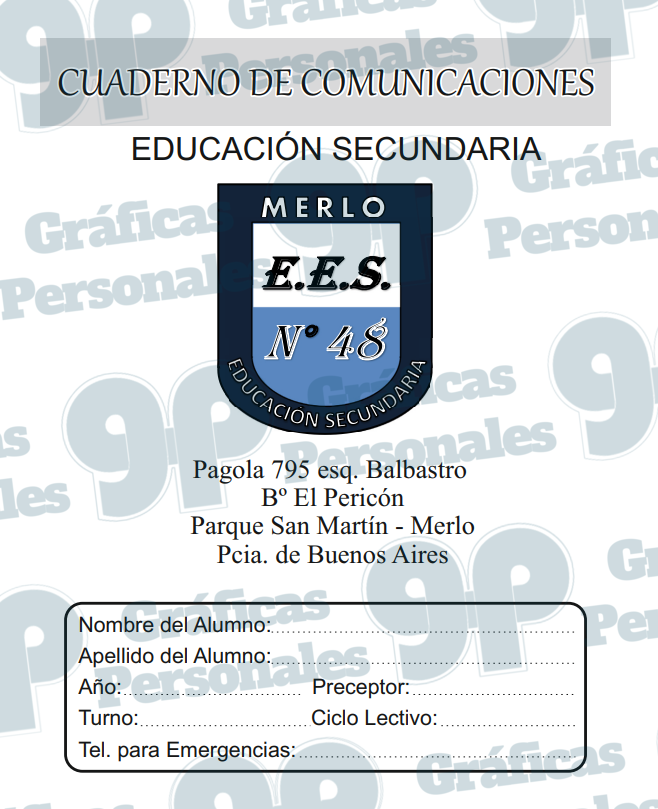 CUADERNO DE COMUNICACIONES
EDUCACIÓN SECUNDARIA
MERLO
E.E.S.
Nº 48
EDUCACIÓN SECUNDARIA
Pagola 795 esq. Balbastro
Bº El Pericón
Parque San Martín - Merlo
Pcia. de Buenos Aires
Nombre del Alumno:
Apellido del Alumno:
Año: Preceptor:
Turno: Ciclo Lectivo:
Tel. para Emergencias:
gp Gráficas
Personales